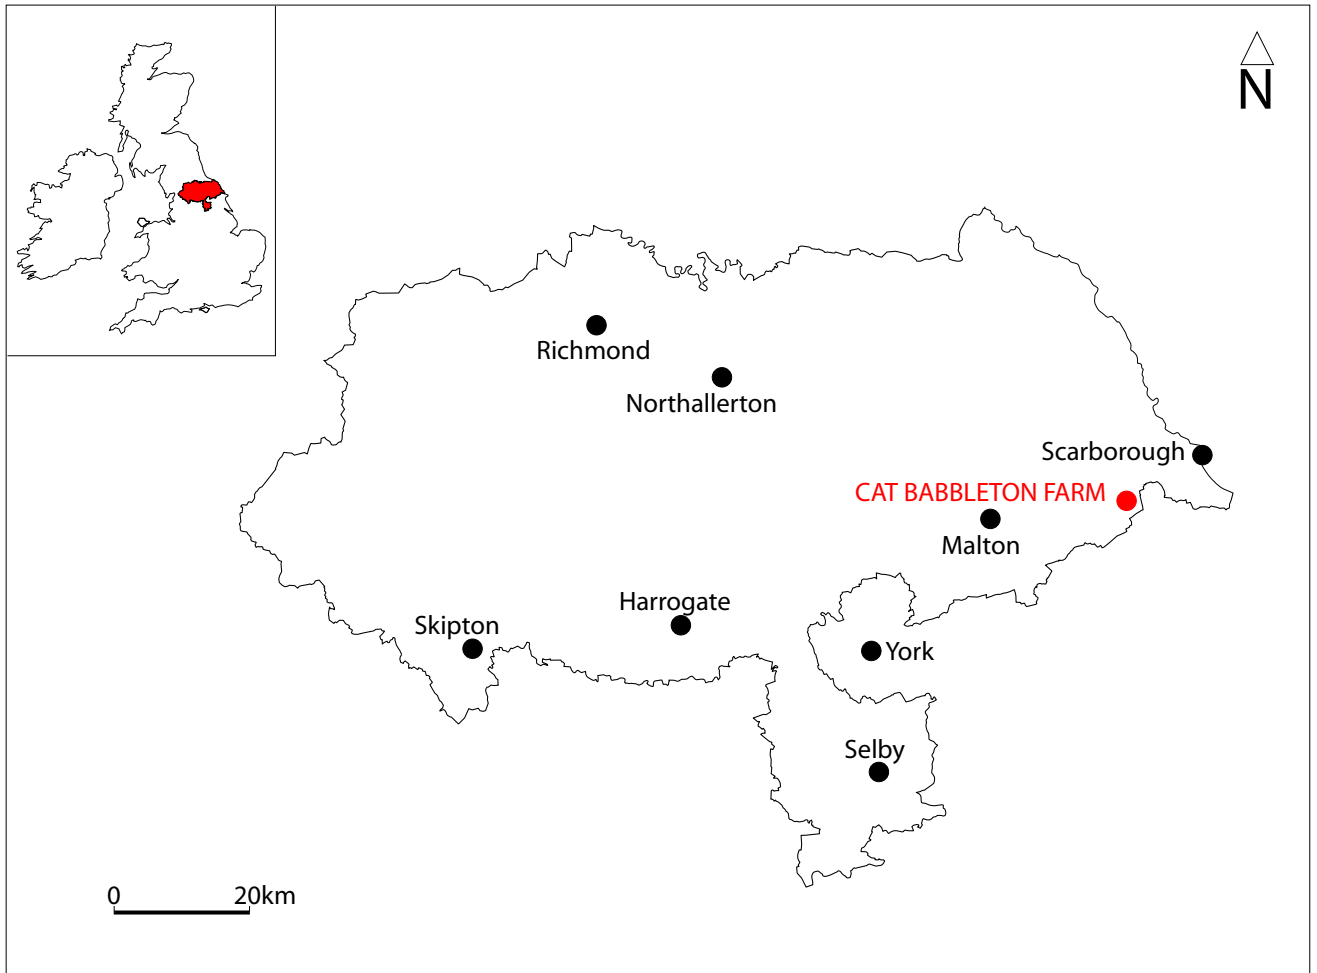 N
Richmond
Northallerton
Scarborough
CAT BABBLETON FARM
Malton
Harrogate
Skipton
York
Selby
0 20km